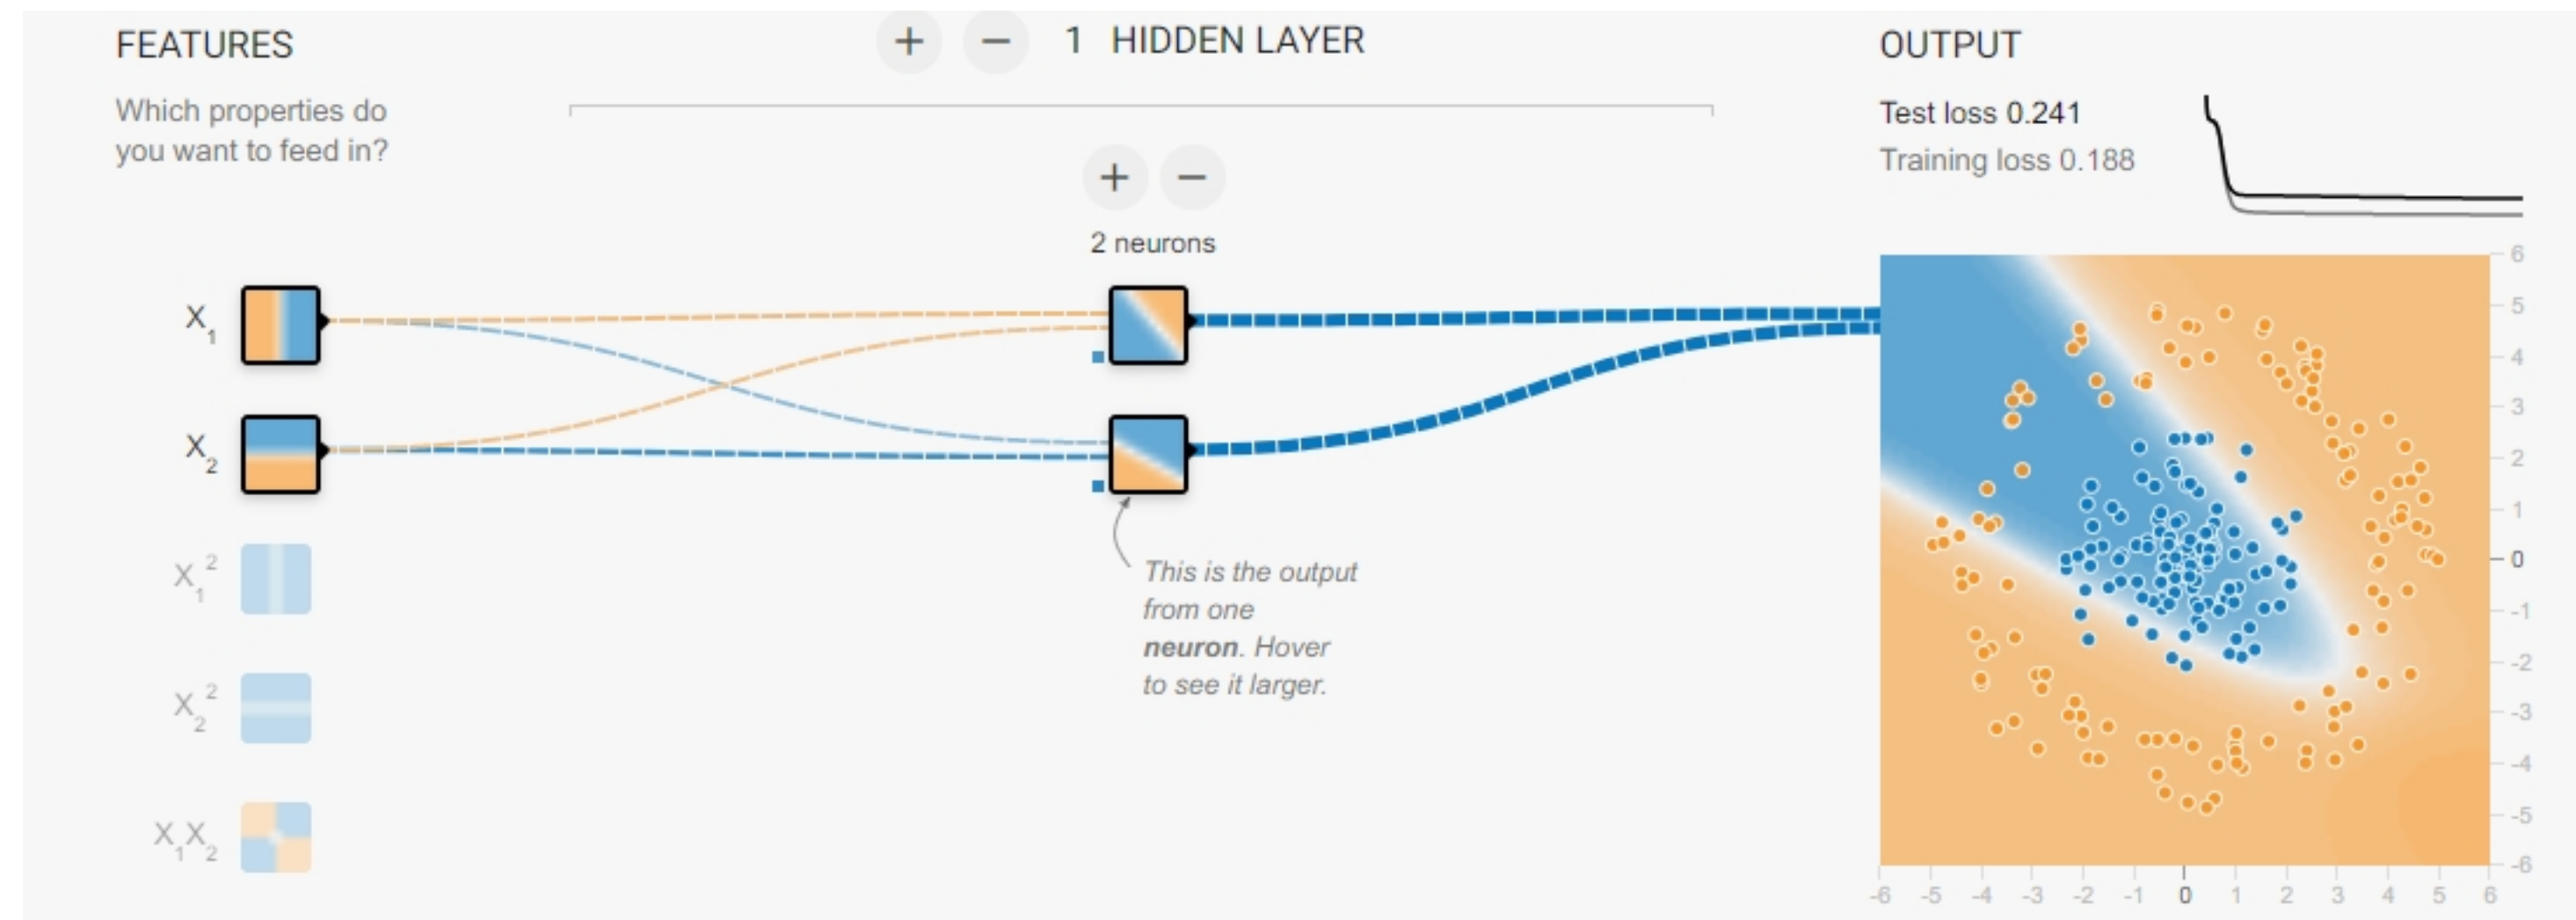 FEATURES
Which properties do
you want to feed in?
+ − 1 HIDDEN LAYER
+ −
2 neurons
X1
X2
X1²
X2²
X1X2
This is the output
from one
neuron. Hover
to see it larger.
OUTPUT
Test loss 0.241
Training loss 0.188
6
5
4
3
2
1
0
-1
-2
-3
-4
-5
-6
-6 -5 -4 -3 -2 -1 0 1 2 3 4 5 6